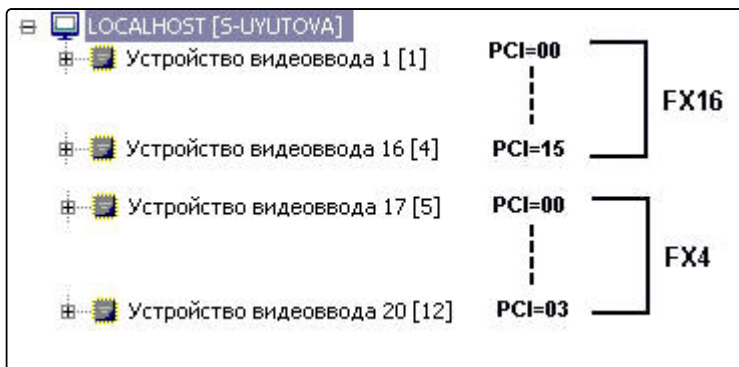 LOCALHOST [S-UYUTOVA]
Устройство видеоввода 1 [1] PCI=00
FX16
Устройство видеоввода 16 [4] PCI=15
Устройство видеоввода 17 [5] PCI=00
FX4
Устройство видеоввода 20 [12] PCI=03